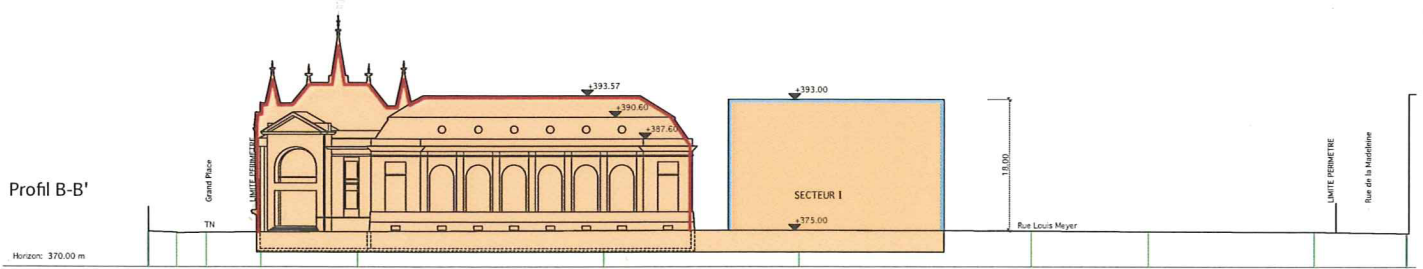 +393.57
+393.00
+390.60
+387.60
Grand Place
LIMITE PERIMETRE
18.00
LIMITE PERIMETRE
Rue de la Madeleine
Profil B-B'
SECTEUR I
TN
+375.00
Rue Louis Meyer
Horizon: 370.00 m